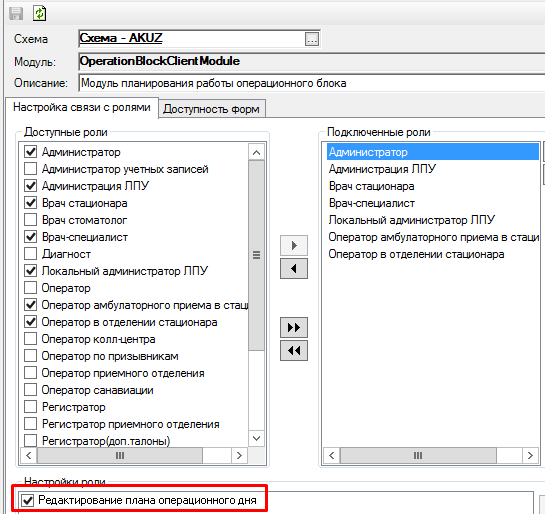 Схема
Схема - AKUZ
...
Модуль:
OperationBlockClientModule
Описание:
Модуль планирования работы операционного блока
Настройка связи с ролями
Доступность форм
Доступные роли
Администратор
Администратор учетных записей
Администрация ЛПУ
Врач стационара
Врач стоматолог
Врач-специалист
Диагност
Локальный администратор ЛПУ
Оператор
Оператор амбулаторного приема в стац
Оператор в отделении стационара
Оператор колл-центра
Оператор по призывникам
Оператор приемного отделения
Оператор санавиации
Регистратор
Регистратор приемного отделения
Регистратор(доп.талоны)
Подключенные роли
Администратор
Администрация ЛПУ
Врач стационара
Врач-специалист
Локальный администратор ЛПУ
Оператор амбулаторного приема в стаци
Оператор в отделении стационара
Настройки роли
Редактирование плана операционного дня